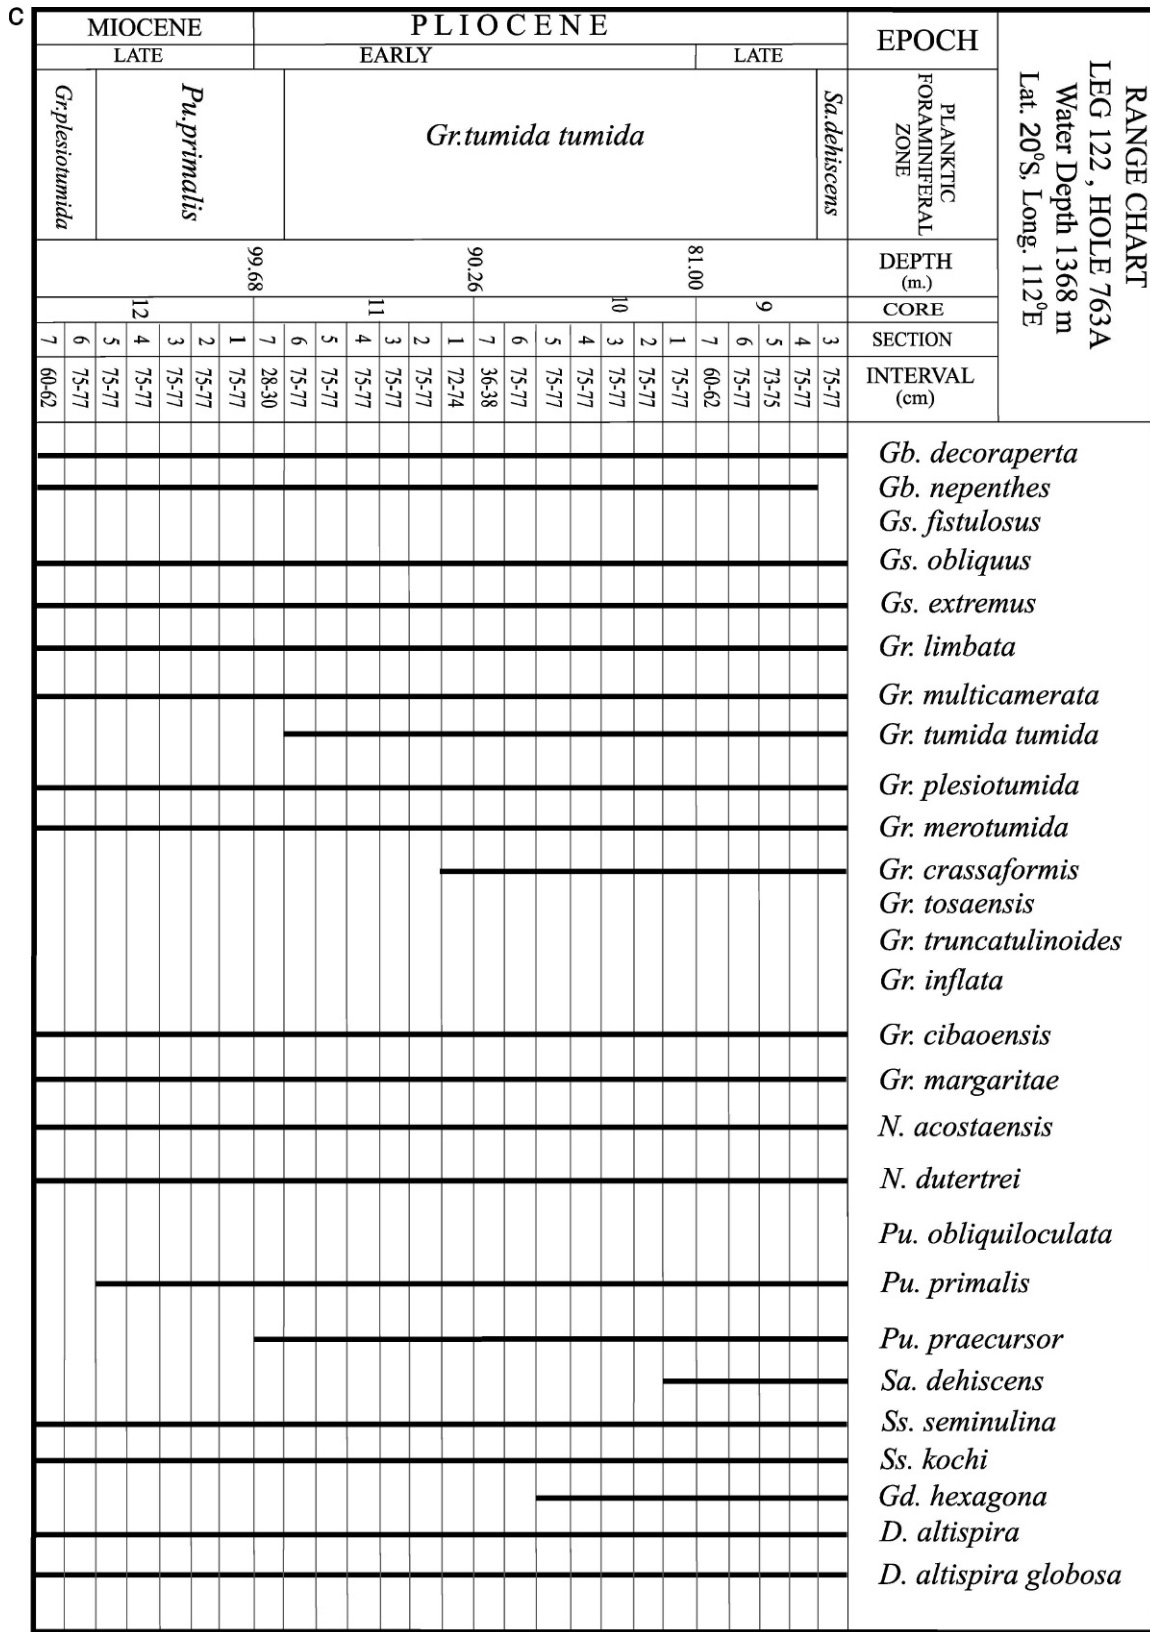 C
MIOCENE
PLIOCENE
EPOCH
LATE
EARLY
LATE
RANGE CHART
LEG 122 , HOLE 763A
Water Depth 1368 m
Lat. 20⁰S, Long. 112⁰E
Gr.plesiotumida
Pu.primalis
Gr.tumida tumida
Sa.dehiscens
PLANKTIC
FORAMINIFERAL
ZONE
99.68
90.26
81.00
DEPTH
(m.)
12
11
10
9
CORE
7 6 5 4 3 2 1 7 6 5 4 3 2 1 7 6 5 4 3 2 1 7 6 5 4 3
SECTION
60-62 75-77 75-77 75-77 75-77 75-77 75-77 28-30 75-77 75-77 75-77 75-77 75-77 72-74 36-38 75-77 75-77 75-77 75-77 75-77 75-77 60-62 75-77 73-75 75-77 75-77
INTERVAL
(cm)
Gb. decoraperta
Gb. nepenthes
Gs. fistulosus
Gs. obliquus
Gs. extremus
Gr. limbata
Gr. multicamerata
Gr. tumida tumida
Gr. plesiotumida
Gr. merotumida
Gr. crassaformis
Gr. tosaensis
Gr. truncatulinoides
Gr. inflata
Gr. cibaoensis
Gr. margaritae
N. acostaensis
N. dutertrei
Pu. obliquiloculata
Pu. primalis
Pu. praecursor
Sa. dehiscens
Ss. seminulina
Ss. kochi
Gd. hexagona
D. altispira
D. altispira globosa